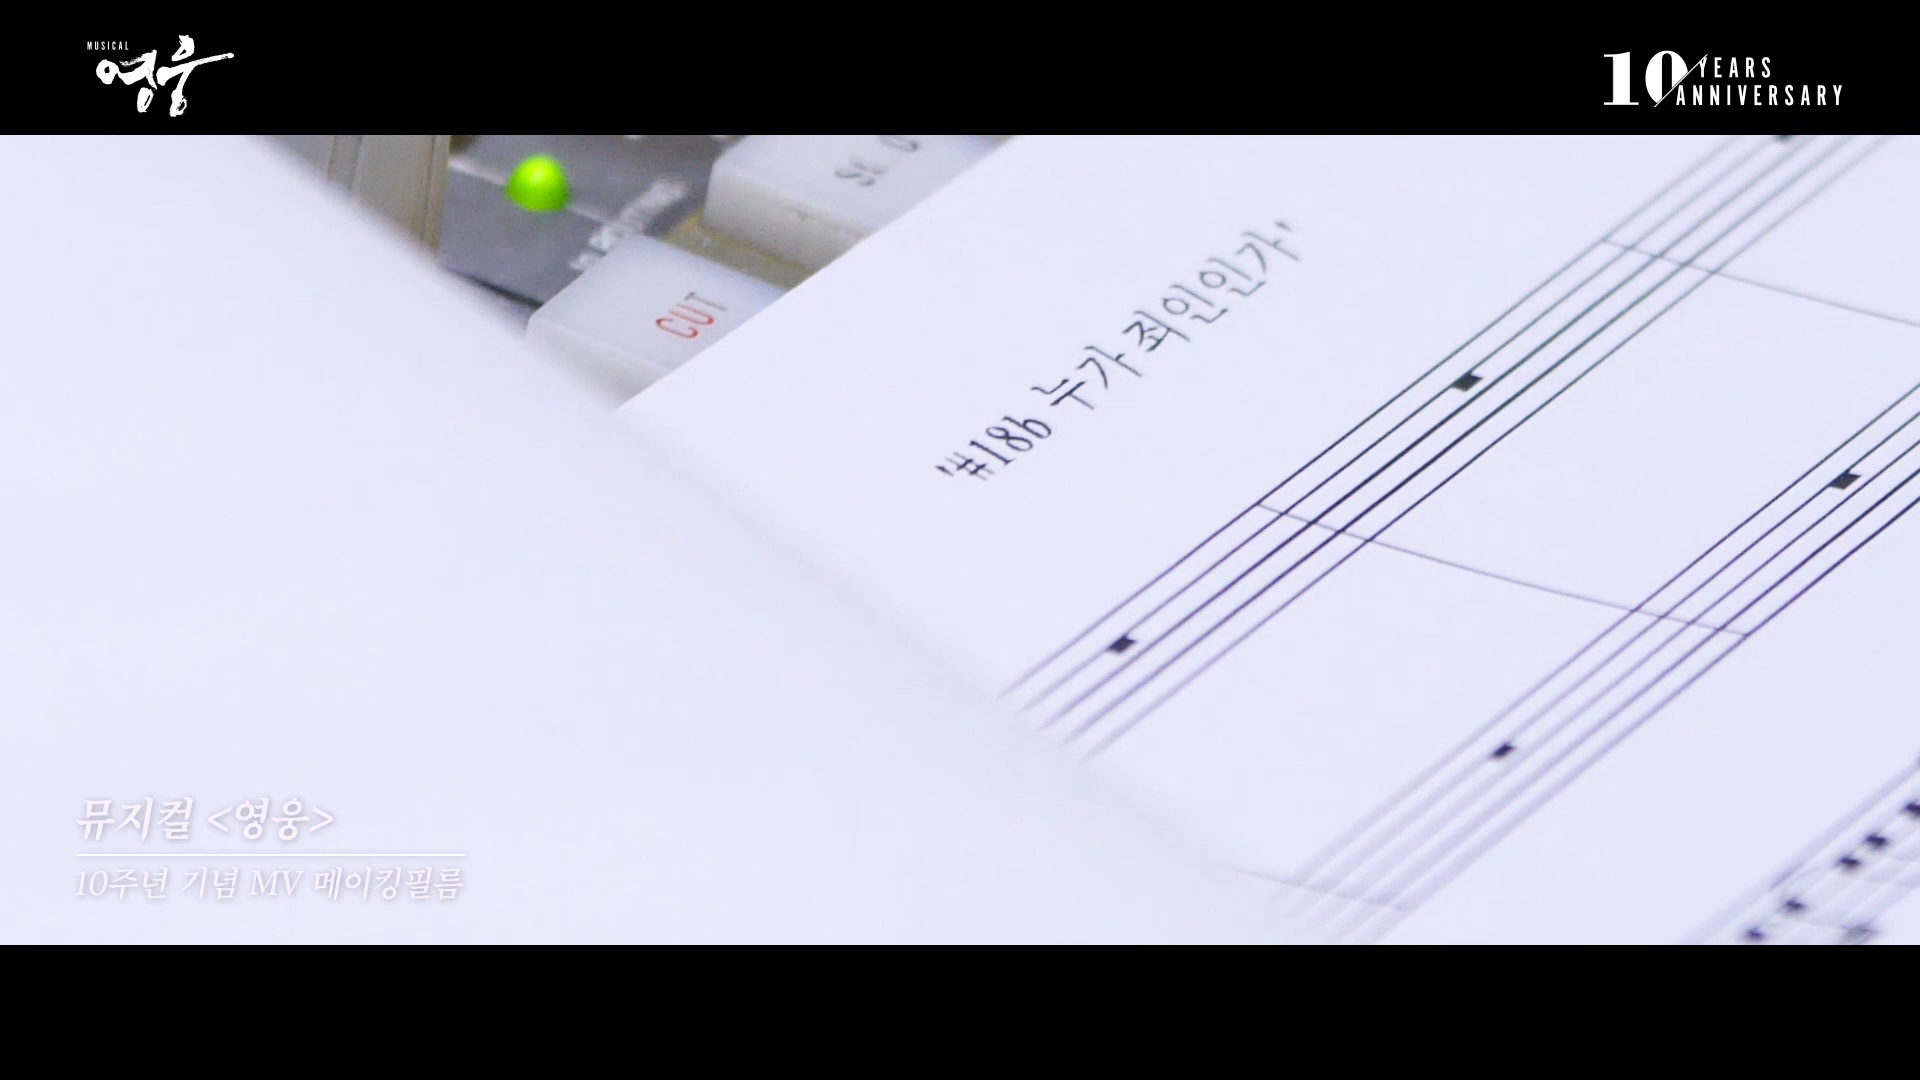 MUSICAL
영웅
10 YEARS
ANNIVERSARY
CUT
'#18b 누가 죄인인가'
뮤지컬 <영웅>
10주년 기념 MV 메이킹필름